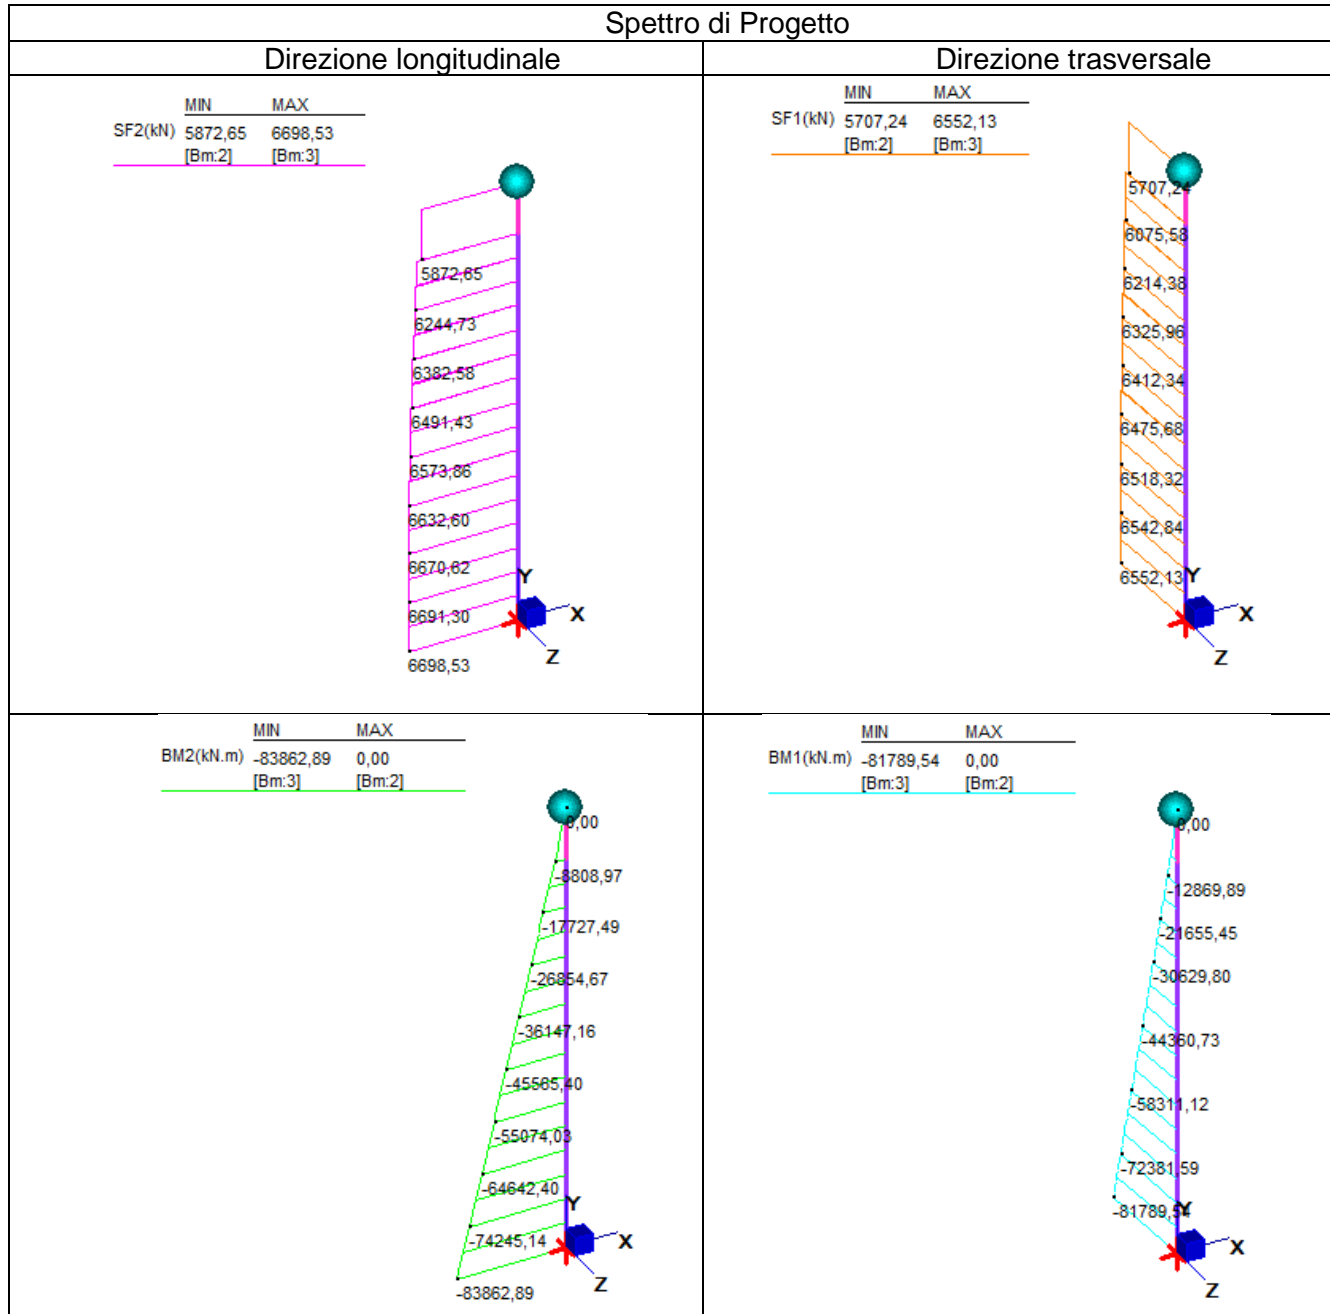 Spettro di Progetto
Direzione longitudinale
Direzione trasversale
MIN MAX
SF2(kN) 5872,65 6698,53
[Bm:2] [Bm:3]
5872,65
6244,73
6382,58
6491,43
6573,86
6632,60
6670,62
6691,30
6698,53
Y
X
Z
MIN MAX
SF1(kN) 5707,24 6552,13
[Bm:2] [Bm:3]
5707,24
6075,58
6214,38
6325,96
6412,34
6475,68
6518,32
6542,84
6552,13
Y
X
Z
MIN MAX
BM2(kN.m) -83862,89 0,00
[Bm:3] [Bm:2]
0,00
-8808,97
-17727,49
-26854,67
-36147,16
-45565,40
-55074,03
-64642,40
-74245,14
-83862,89
Y
X
Z
MIN MAX
BM1(kN.m) -81789,54 0,00
[Bm:3] [Bm:2]
0,00
-12869,89
-21655,45
-30629,80
-44360,73
-58311,12
-72381,59
-81789,54
Y
X
Z